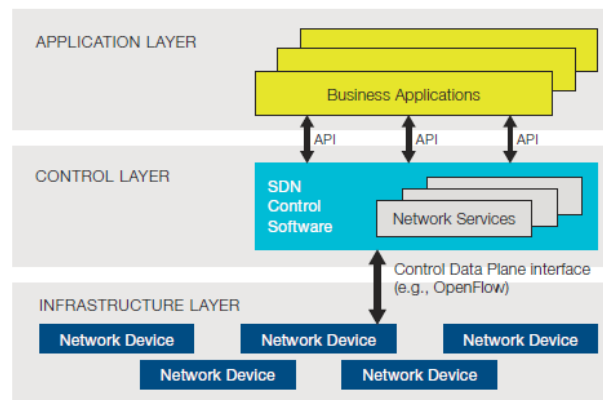 APPLICATION LAYER
Business Applications
API
API
API
CONTROL LAYER
SDN
Control
Software
Network Services
Control Data Plane interface
(e.g., OpenFlow)
INFRASTRUCTURE LAYER
Network Device
Network Device
Network Device
Network Device
Network Device